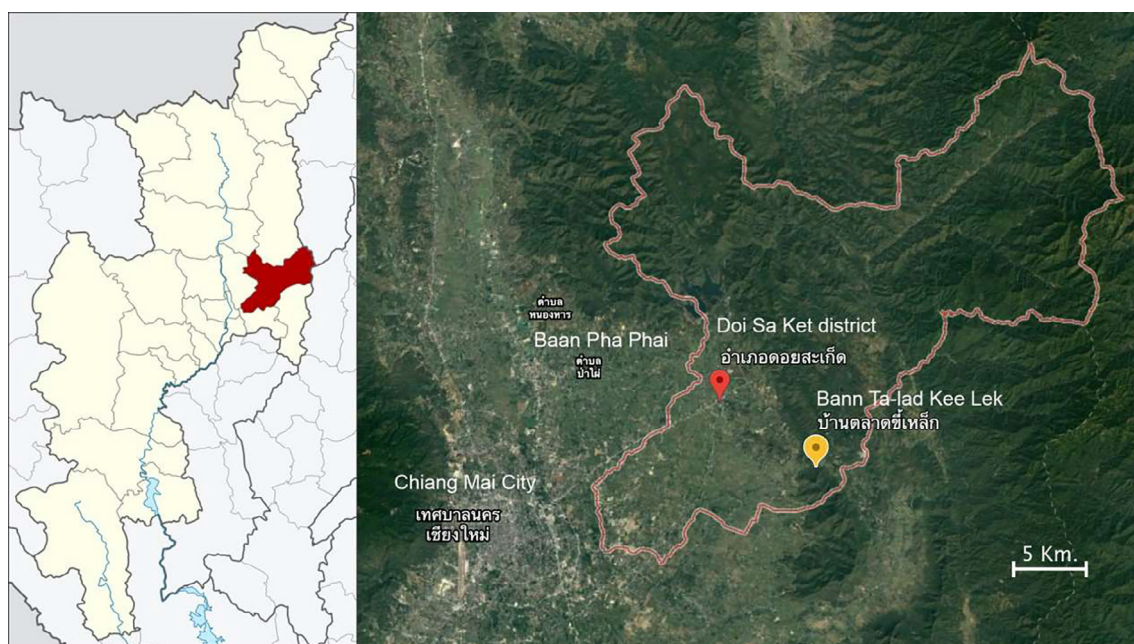 ตำบล
หนองหาร
Baan Pha Phai
ตำบล
ป่าไผ่
Doi Sa Ket district
อำเภอดอยสะเก็ด
Bann Ta-lad Kee Lek
บ้านตลาดขี้เหล็ก
Chiang Mai City
เทศบาลนคร
เชียงใหม่
5 Km.